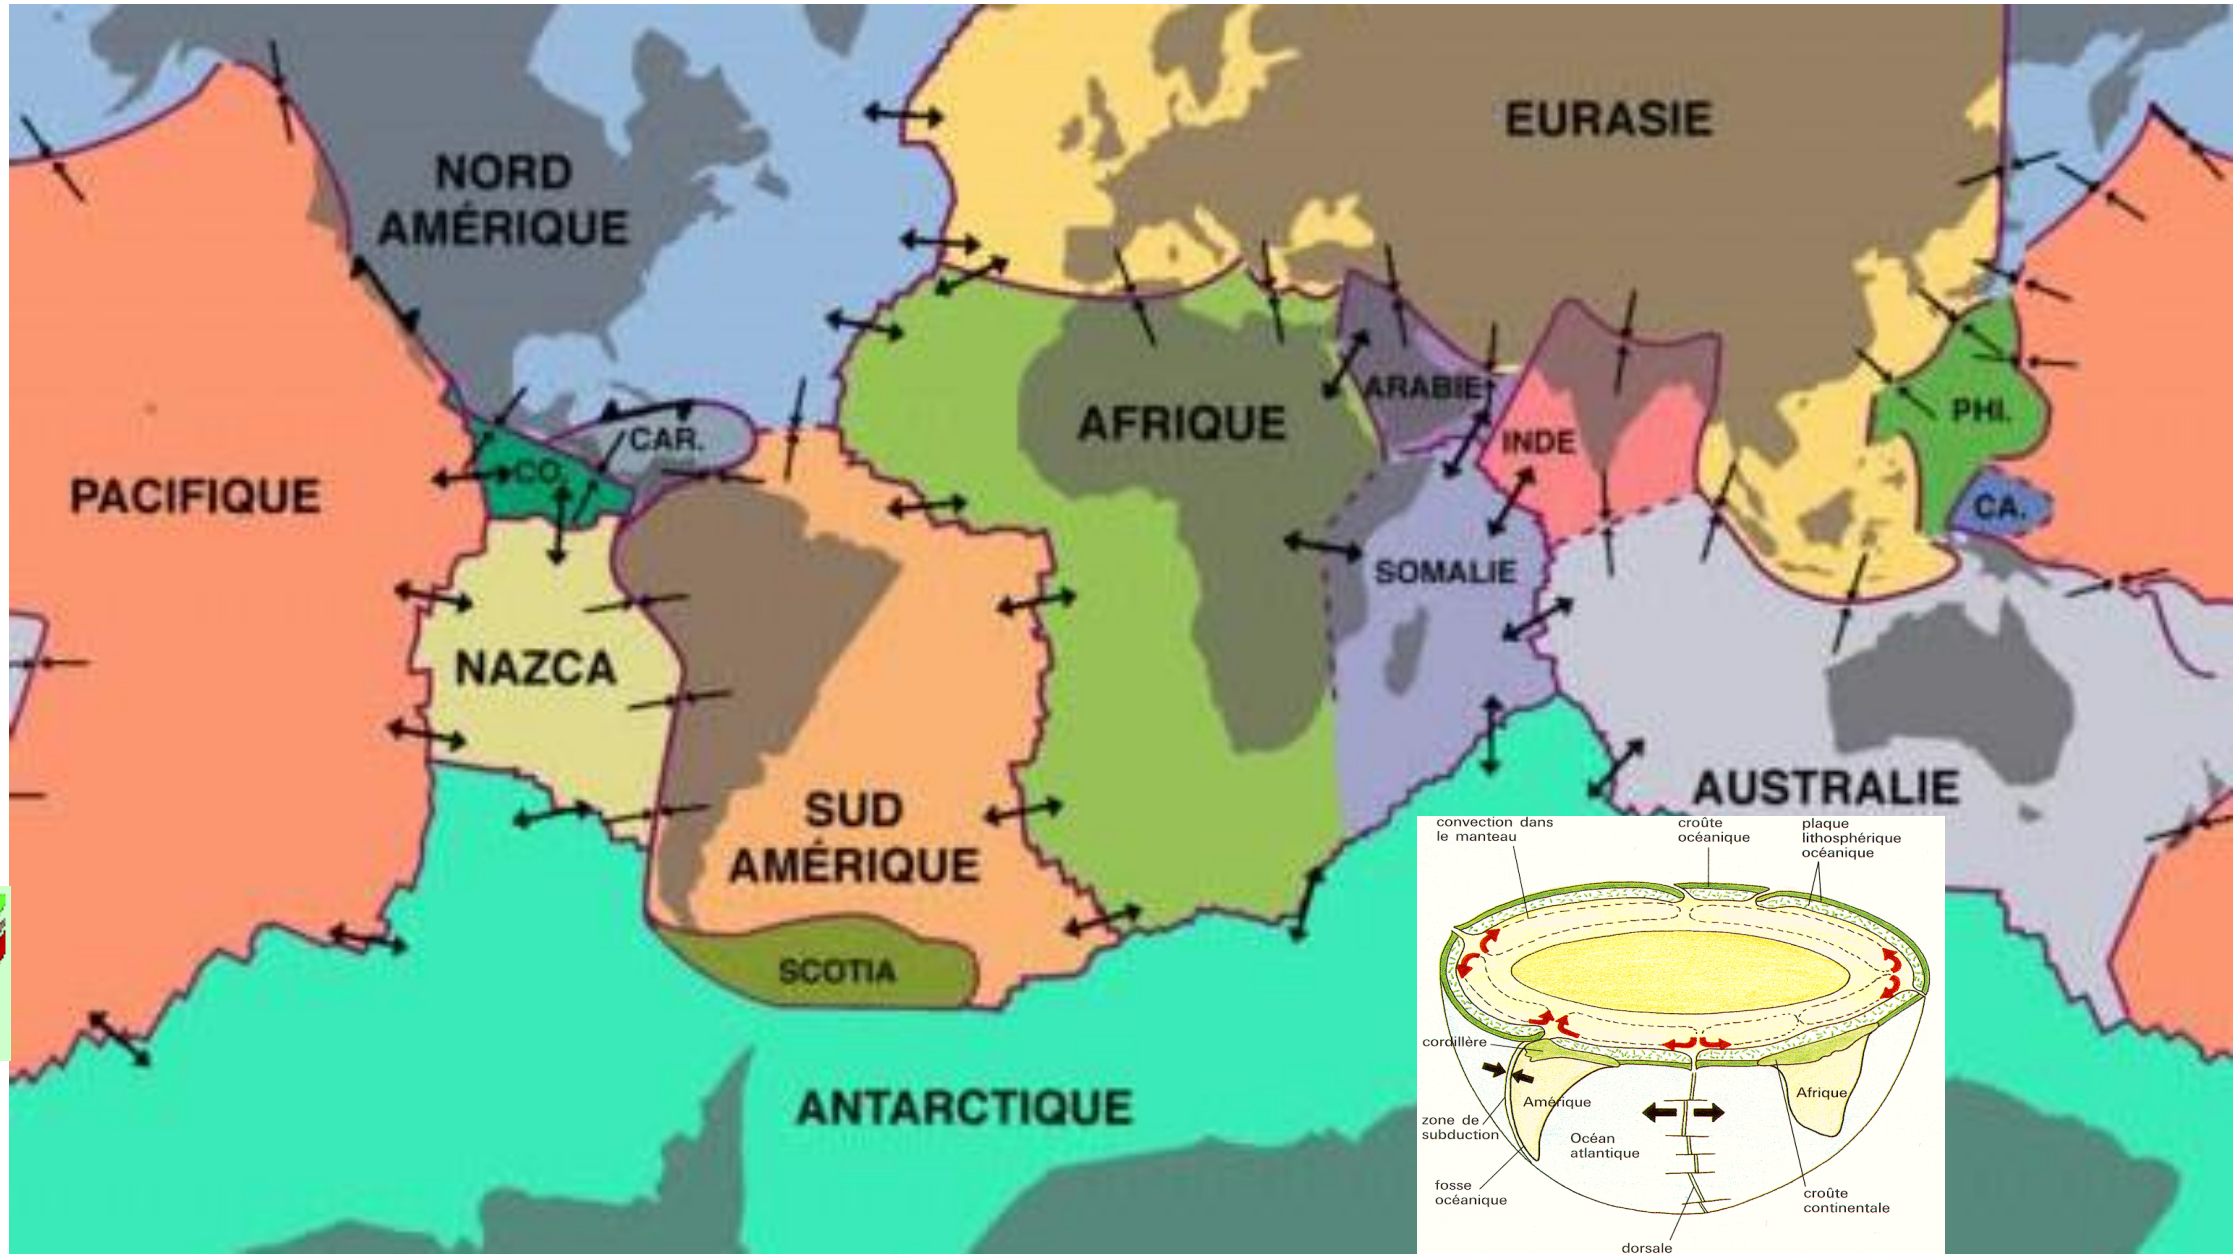 EURASIE
NORD
AMÉRIQUE
ARABIE
AFRIQUE
PHI.
CAR.
INDE
CO.
PACIFIQUE
CA.
SOMALIE
NAZCA
AUSTRALIE
SUD
AMÉRIQUE
SCOTIA
ANTARCTIQUE
convection dans
le manteau
croûte
océanique
plaque
lithosphérique
océanique
cordillère
Amérique
Afrique
zone de
subduction
Océan
atlantique
fosse
océanique
croûte
continentale
dorsale